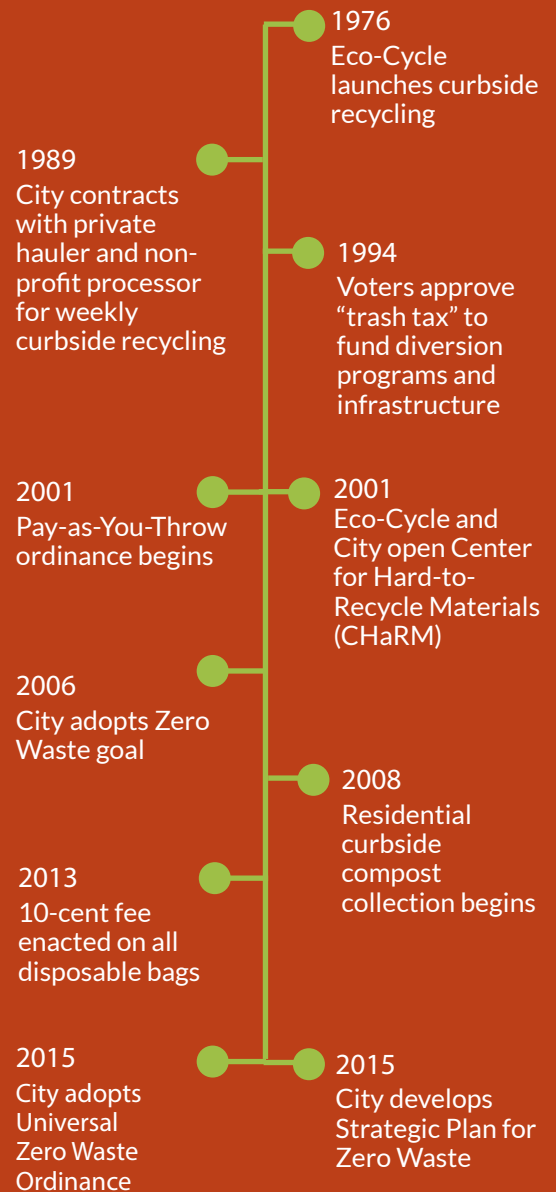 1976
Eco-Cycle
launches curbside
recycling
1989
City contracts
with private
hauler and non-
profit processor
for weekly
curbside recycling
1994
Voters approve
“trash tax” to
fund diversion
programs and
infrastructure
2001
Pay-as-You-Throw
ordinance begins
2001
Eco-Cycle and
City open Center
for Hard-to-
Recycle Materials
(CHaRM)
2006
City adopts Zero
Waste goal
2008
Residential
curbside
compost
collection begins
2013
10-cent fee
enacted on all
disposable bags
2015
City adopts
Universal
Zero Waste
Ordinance
2015
City develops
Strategic Plan for
Zero Waste